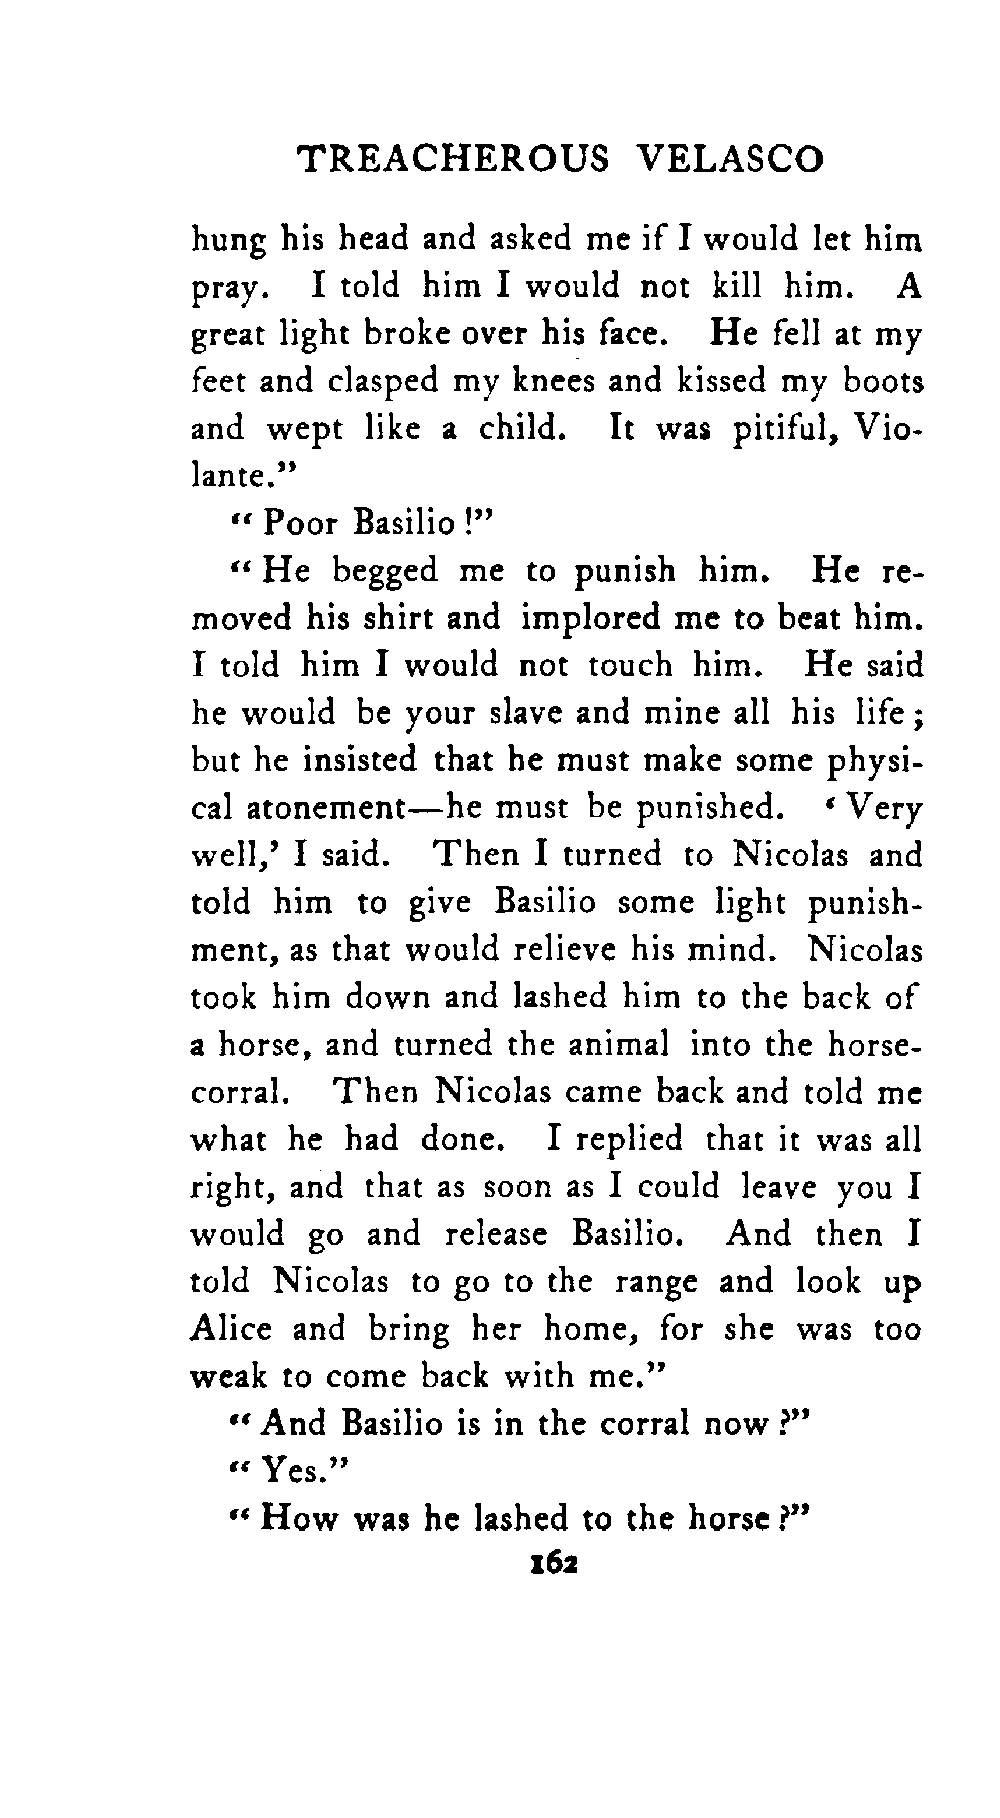 TREACHEROUS VELASCO
hung his head and asked me if I would let him
pray. I told him I would not kill him. A
great light broke over his face. He fell at my
feet and clasped my knees and kissed my boots
and wept like a child. It was pitiful, Vio-
lante.”
“ Poor Basilio !”
“ He begged me to punish him. He re-
moved his shirt and implored me to beat him.
I told him I would not touch him. He said
he would be your slave and mine all his life ;
but he insisted that he must make some physi-
cal atonement—he must be punished. ‘ Very
well,’ I said. Then I turned to Nicolas and
told him to give Basilio some light punish-
ment, as that would relieve his mind. Nicolas
took him down and lashed him to the back of
a horse, and turned the animal into the horse-
corral. Then Nicolas came back and told me
what he had done. I replied that it was all
right, and that as soon as I could leave you I
would go and release Basilio. And then I
told Nicolas to go to the range and look up
Alice and bring her home, for she was too
weak to come back with me.”
“ And Basilio is in the corral now ?”
“ Yes.”
“ How was he lashed to the horse ?”
162